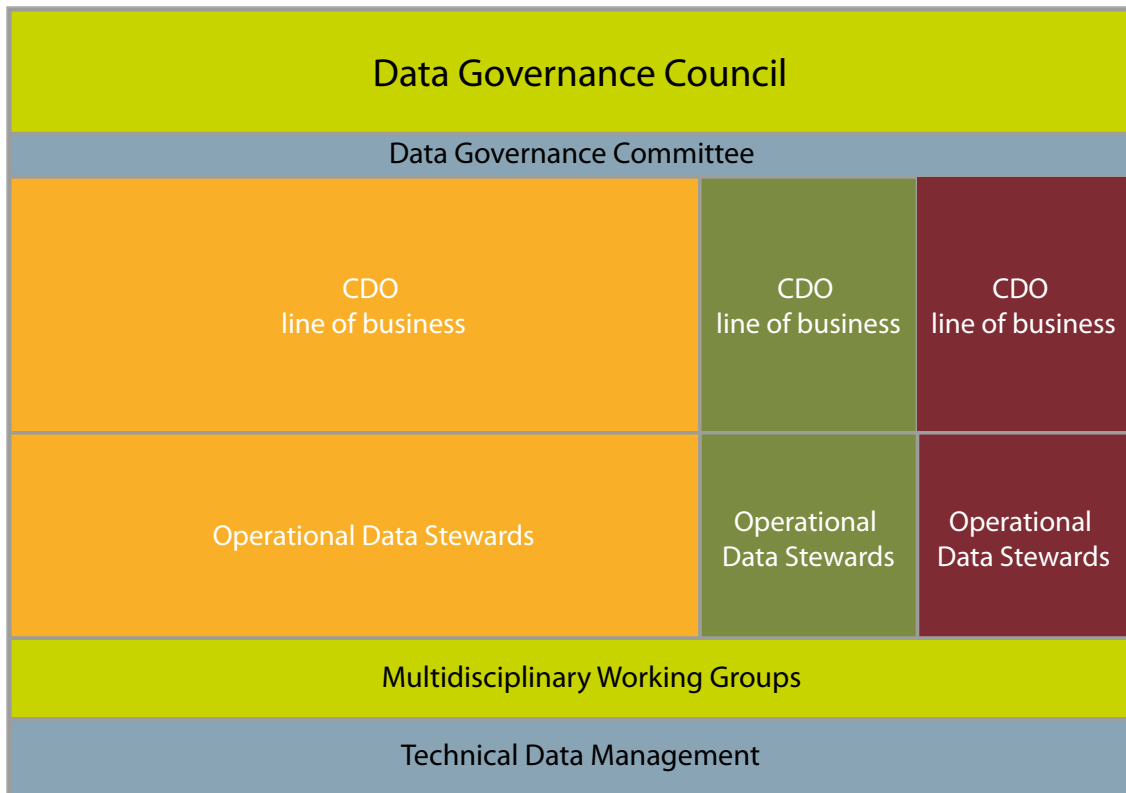 Data Governance Council
Data Governance Committee
CDO
line of business
CDO
line of business
CDO
line of business
Operational Data Stewards
Operational
Data Stewards
Operational
Data Stewards
Multidisciplinary Working Groups
Technical Data Management